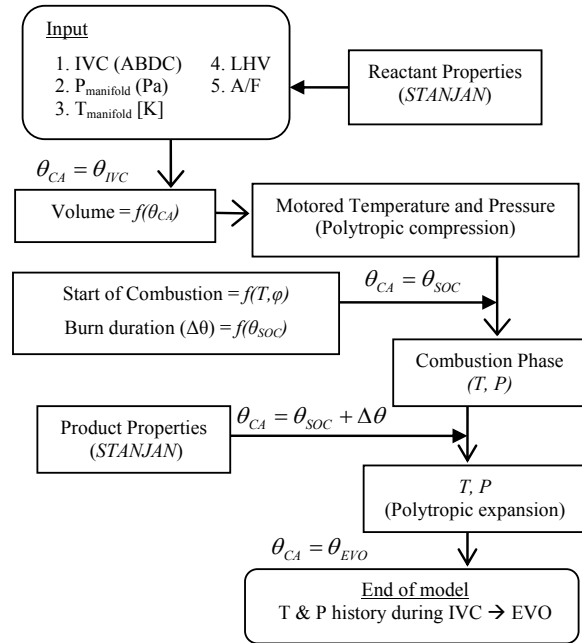 Input
1. IVC (ABDC) 4. LHV
2. P_manifold (Pa) 5. A/F
3. T_manifold [K]
Reactant Properties
(STANJAN)
θ_CA = θ_IVC
Volume = f(θ_CA)
Motored Temperature and Pressure
(Polytropic compression)
Start of Combustion = f(T,φ)
Burn duration (Δθ) = f(θ_SOC)
θ_CA = θ_SOC
Combustion Phase
(T, P)
Product Properties
(STANJAN)
θ_CA = θ_SOC + Δθ
T, P
(Polytropic expansion)
θ_CA = θ_EVO
End of model
T & P history during IVC → EVO